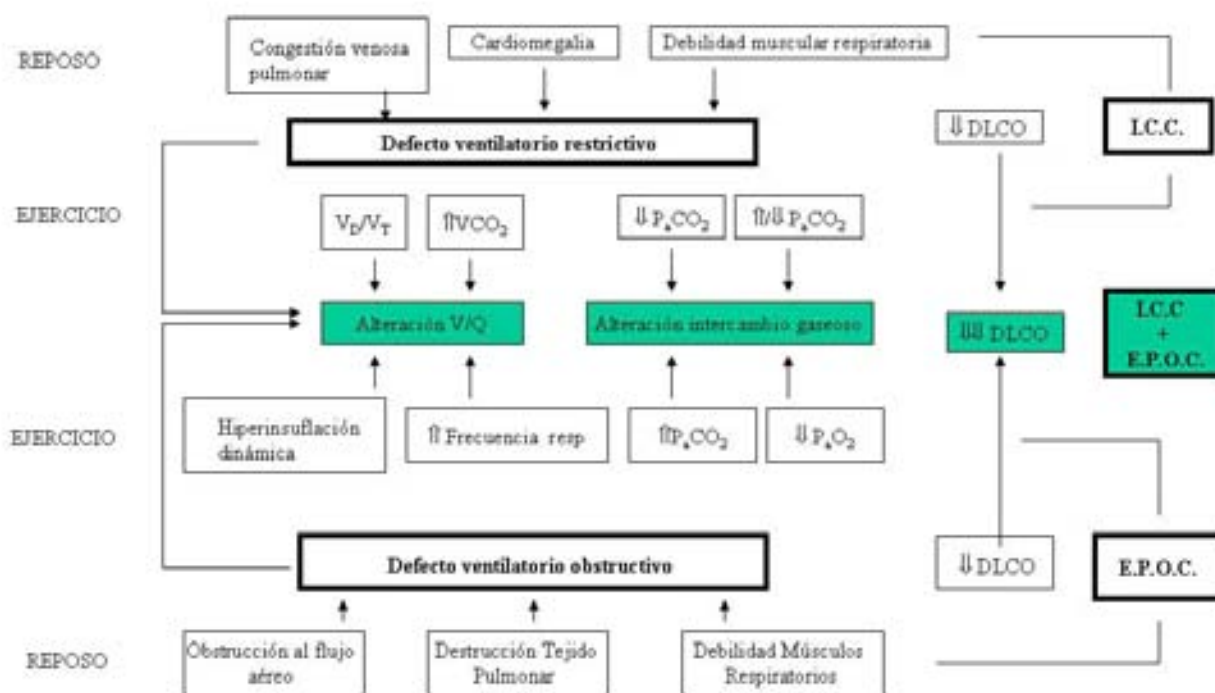 REPOSO
Congestión venosa
pulmonar
Cardiomegalia
Debilidad muscular respiratoria
Defecto ventilatorio restrictivo
⇓DLCO
I.C.C.
EJERCICIO
V_D/V_T
⇑VCO₂
⇓PₐCO₂
⇑/⇓PₐCO₂
Alteración V/Q
Alteración intercambio gaseoso
⇓⇓ DLCO
I.C.C
+
E.P.O.C.
EJERCICIO
Hiperinsuflación
dinámica
⇑ Frecuencia resp
⇑PₐCO₂
⇓PₐO₂
Defecto ventilatorio obstructivo
⇓DLCO
E.P.O.C.
REPOSO
Obstrucción al flujo
aéreo
Destrucción Tejido
Pulmonar
Debilidad Músculos
Respiratorios